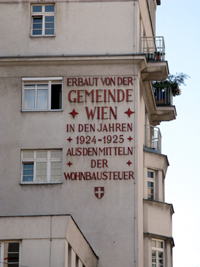 ERBAUT VON DER
GEMEINDE
WIEN
IN DEN JAHREN
1924-1925
AUS DEN MITTELN
DER
WOHNBAUSTEUER